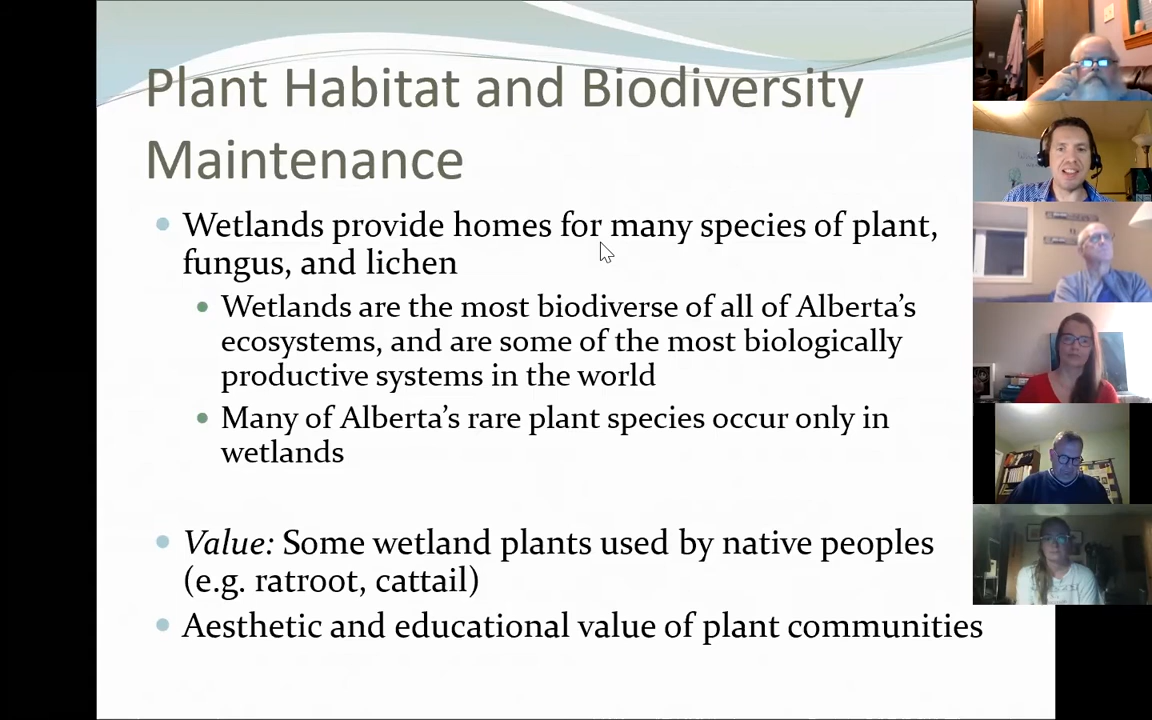 Plant Habitat and Biodiversity
Maintenance
Wetlands provide homes for many species of plant,
fungus, and lichen
Wetlands are the most biodiverse of all of Alberta's
ecosystems, and are some of the most biologically
productive systems in the world
Many of Alberta's rare plant species occur only in
wetlands
Value: Some wetland plants used by native peoples
(e.g. ratroot, cattail)
Aesthetic and educational value of plant communities